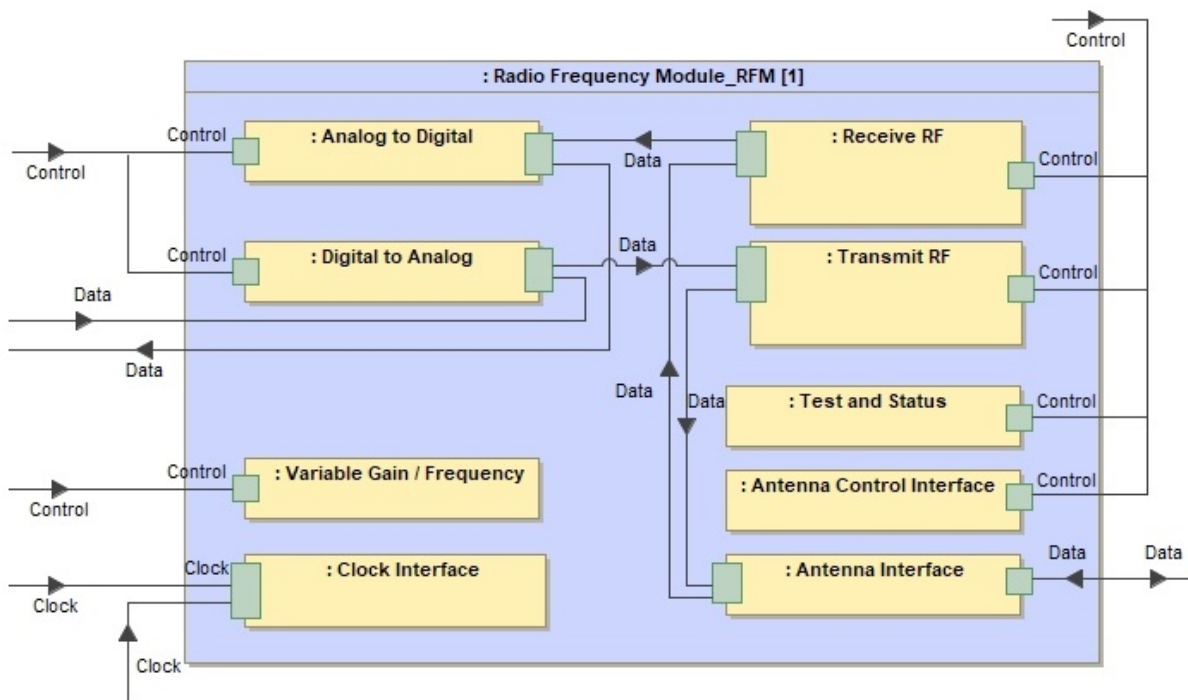 Control
: Radio Frequency Module_RFM [1]
Control
: Analog to Digital
Data
: Receive RF
Control
Control
Control
: Digital to Analog
Data
: Transmit RF
Control
Data
Data
Data
Data
: Test and Status
Control
Control
: Variable Gain / Frequency
: Antenna Control Interface
Control
Control
Clock
: Clock Interface
: Antenna Interface
Data
Data
Clock
Clock